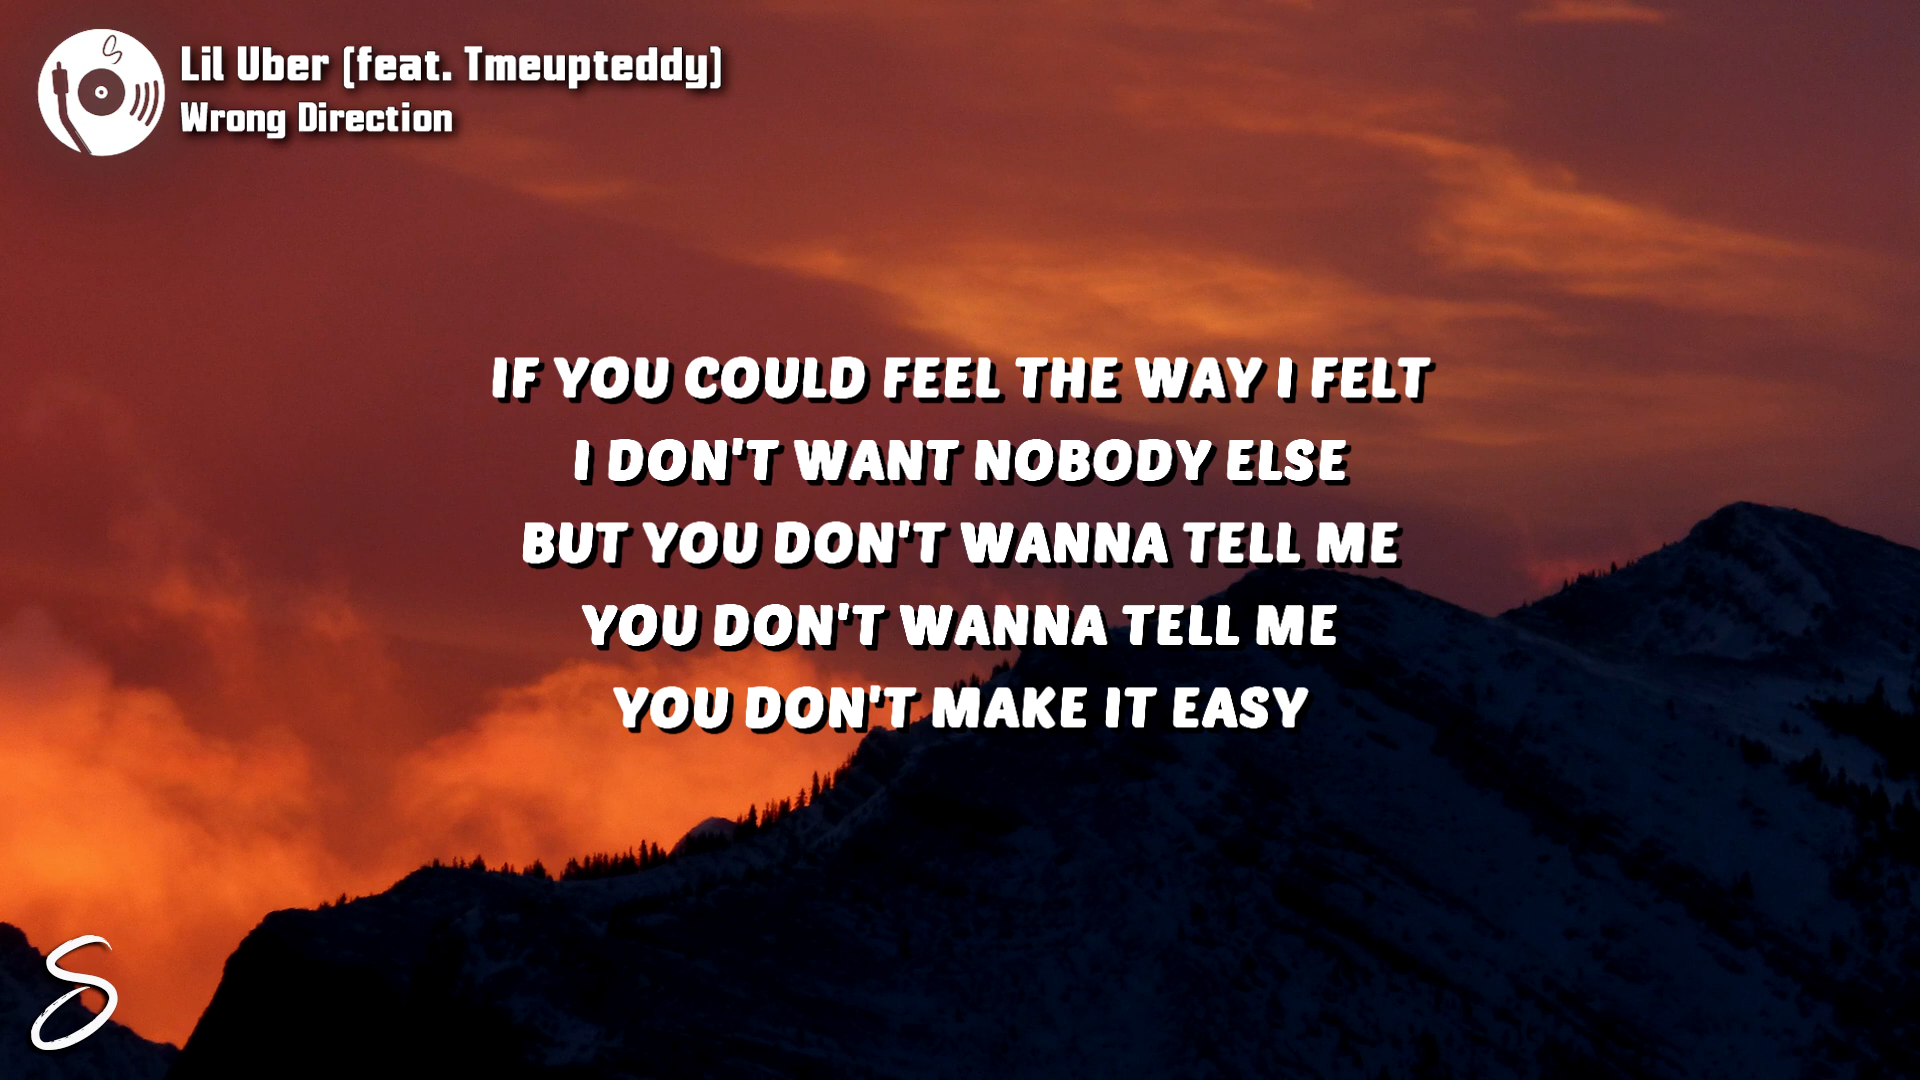 Lil Uber (feat. Tmeupteddy)
Wrong Direction
IF YOU COULD FEEL THE WAY I FELT
I DON'T WANT NOBODY ELSE
BUT YOU DON'T WANNA TELL ME
YOU DON'T WANNA TELL ME
YOU DON'T MAKE IT EASY
S